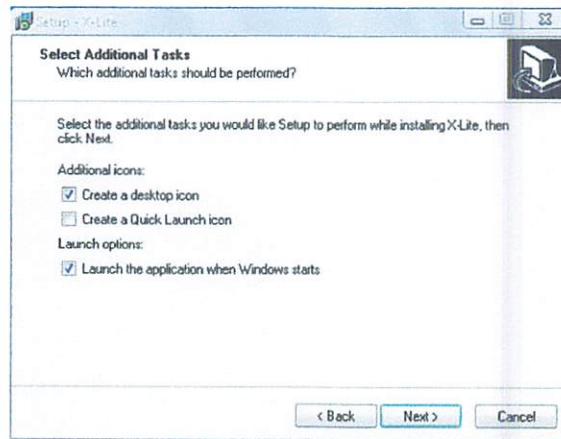 Setup - X-Lite
Select Additional Tasks
Which additional tasks should be performed?
Select the additional tasks you would like Setup to perform while installing X-Lite, then
click Next.
Additional icons:
Create a desktop icon
Create a Quick Launch icon
Launch options:
Launch the application when Windows starts
< Back
Next >
Cancel